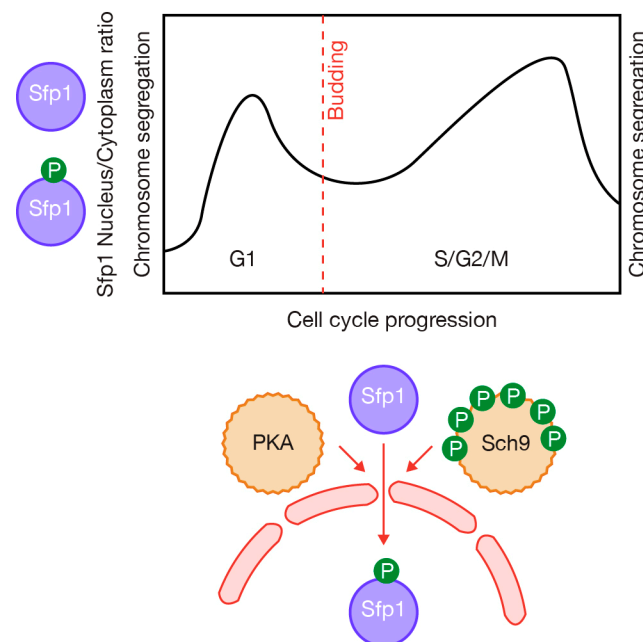 Sfp1
P
Sfp1
Sfp1 Nucleus/Cytoplasm ratio
Chromosome segregation
Budding
G1
S/G2/M
Chromosome segregation
Cell cycle progression
PKA
Sfp1
P
P
P
P
P
P
Sch9
P
Sfp1